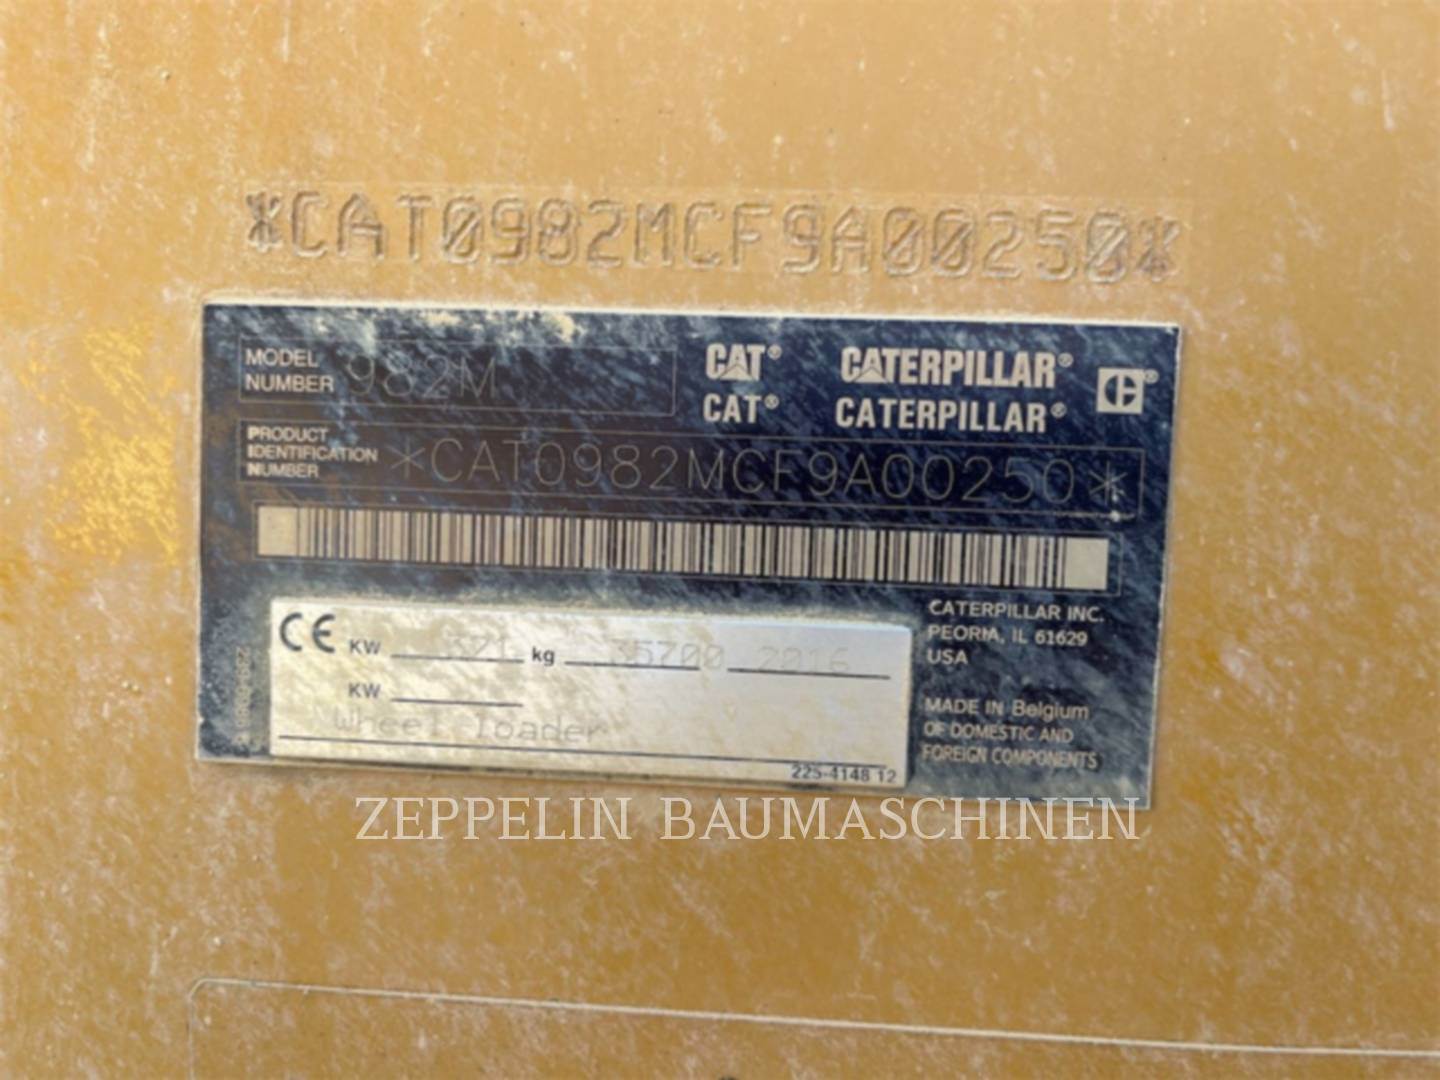 *CAT0982MCF9A00250*
MODEL NUMBER 982M
CAT® CATERPILLAR®
CAT® CATERPILLAR®
PRODUCT IDENTIFICATION NUMBER *CAT0982MCF9A00250*
CE KW 371 kg 35700 2016
KW
Wheel loader
225-4148 12
CATERPILLAR INC.
PEORIA, IL 61629
USA
MADE IN Belgium
OF DOMESTIC AND
FOREIGN COMPONENTS
ZEPPELIN BAUMASCHINEN